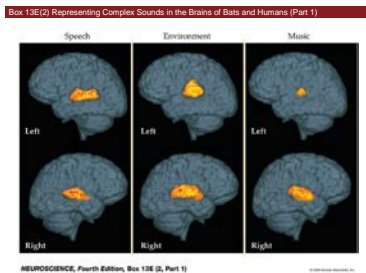 Box 13E(2) Representing Complex Sounds in the Brains of Bats and Humans (Part 1)
Speech Environment Music
Left Left Left
Right Right Right
NEUROSCIENCE, Fourth Edition, Box 13E (2, Part 1)